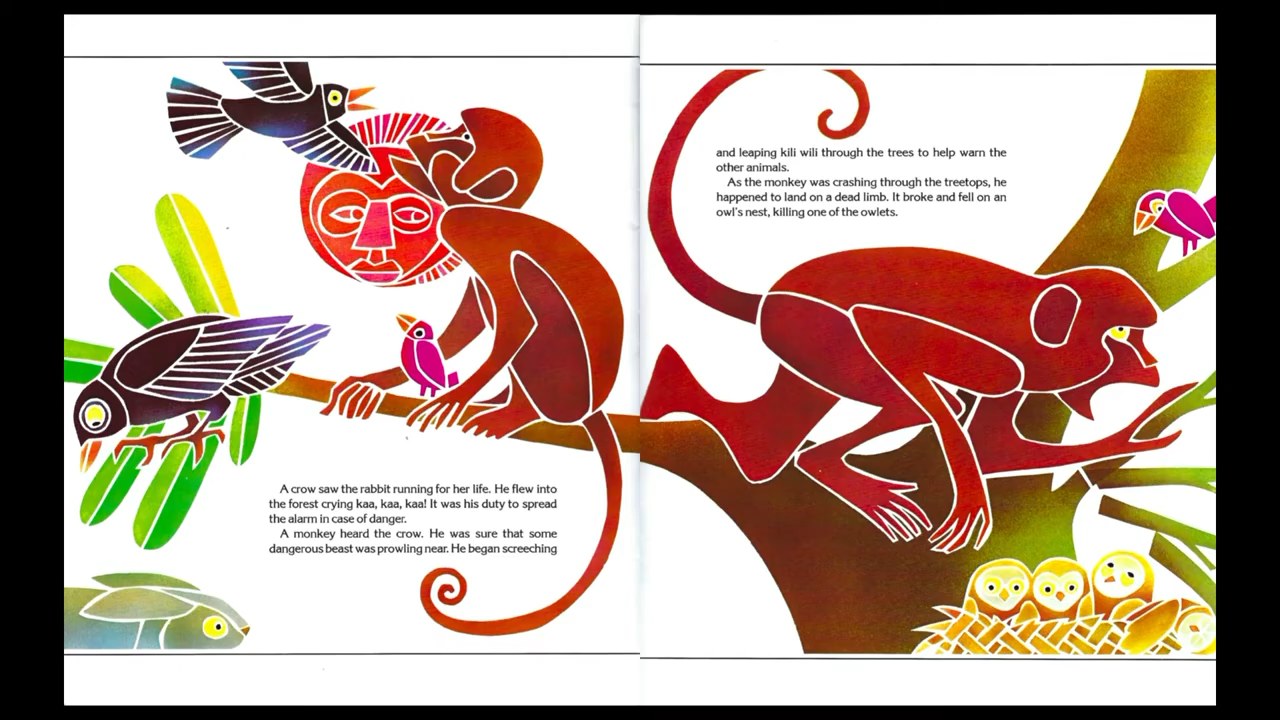 A crow saw the rabbit running for her life. He flew into
the forest crying kaa, kaa, kaa! It was his duty to spread
the alarm in case of danger.
A monkey heard the crow. He was sure that some
dangerous beast was prowling near. He began screeching
and leaping kili wili through the trees to help warn the
other animals.
As the monkey was crashing through the treetops, he
happened to land on a dead limb. It broke and fell on an
owl's nest, killing one of the owlets.